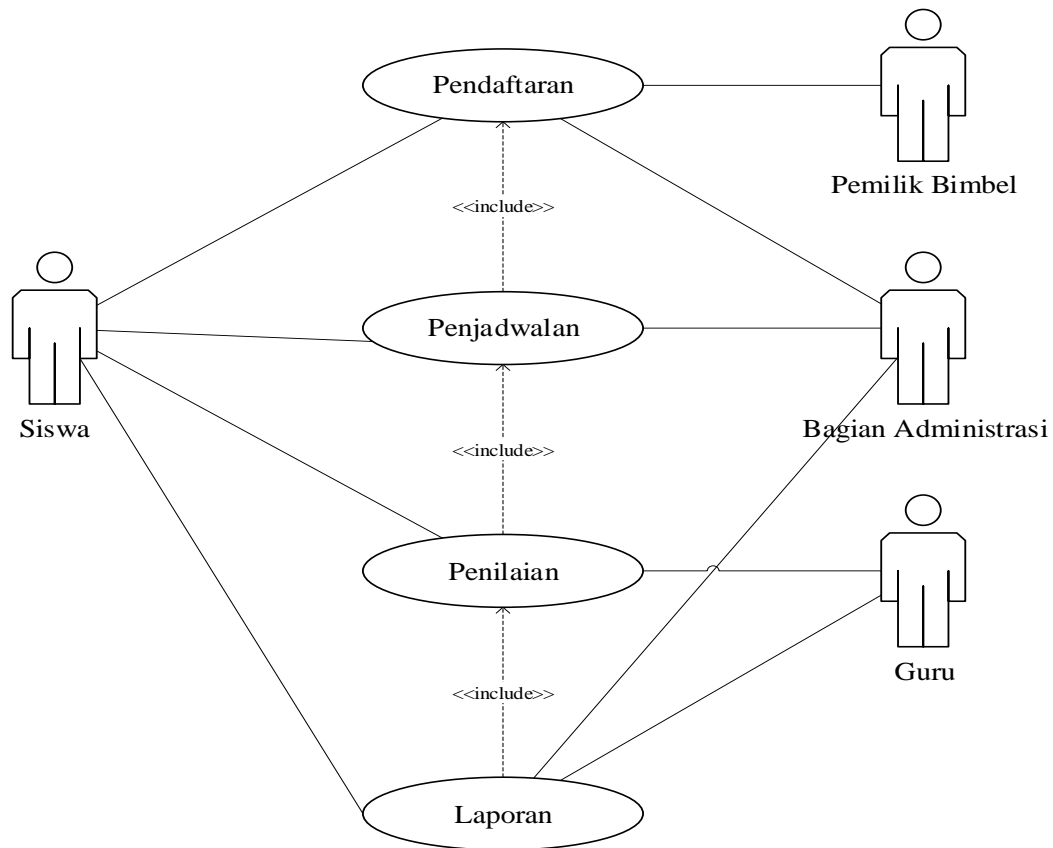 Pendaftaran
Pemilik Bimbel
<<include>>
Penjadwalan
Siswa
Bagian Administrasi
<<include>>
Penilaian
Guru
<<include>>
Laporan